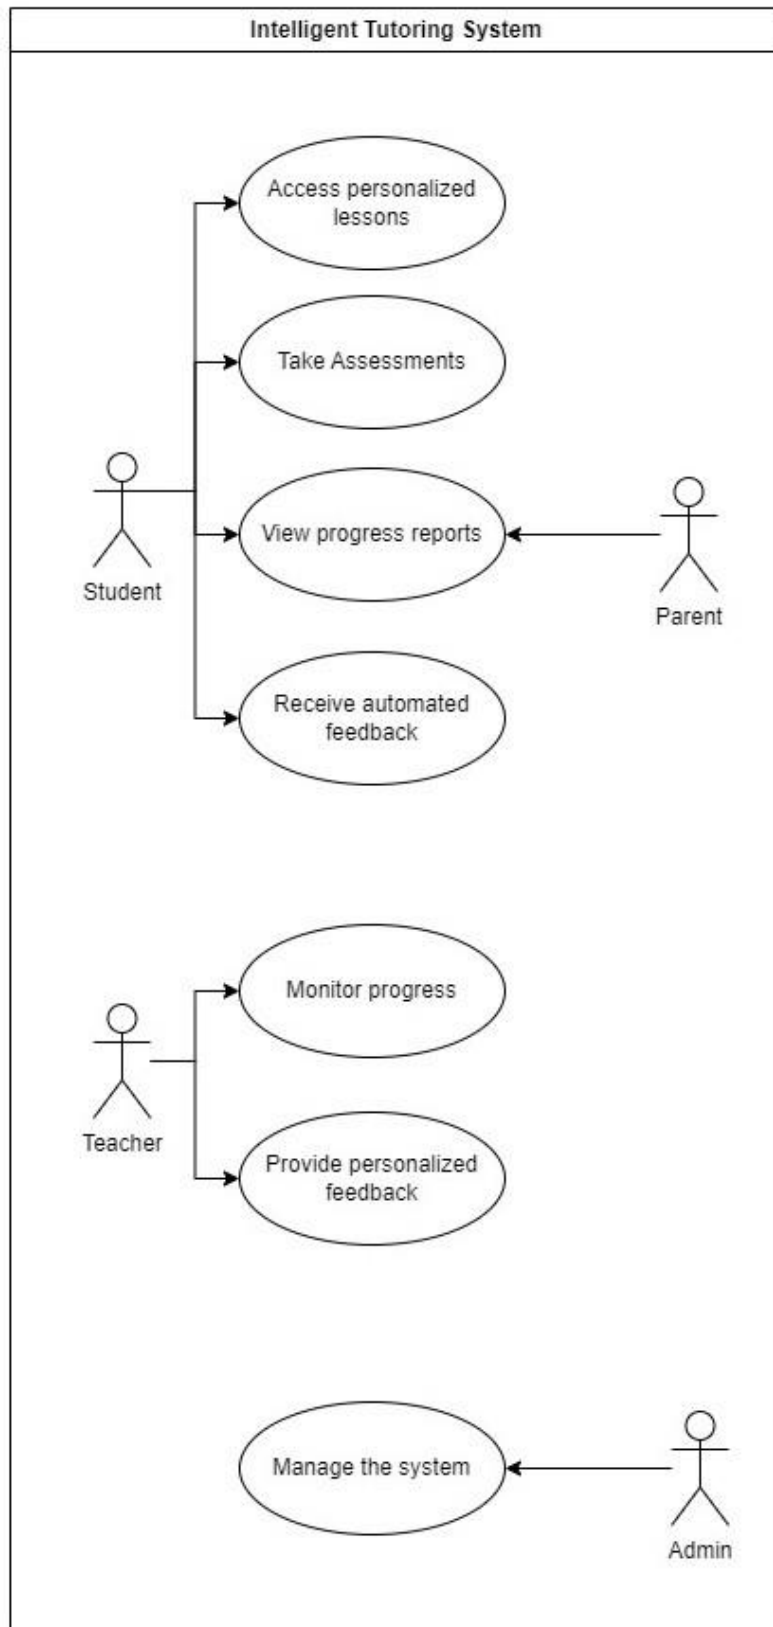 Intelligent Tutoring System
Access personalized
lessons
Take Assessments
Student
View progress reports
Parent
Receive automated
feedback
Monitor progress
Teacher
Provide personalized
feedback
Manage the system
Admin